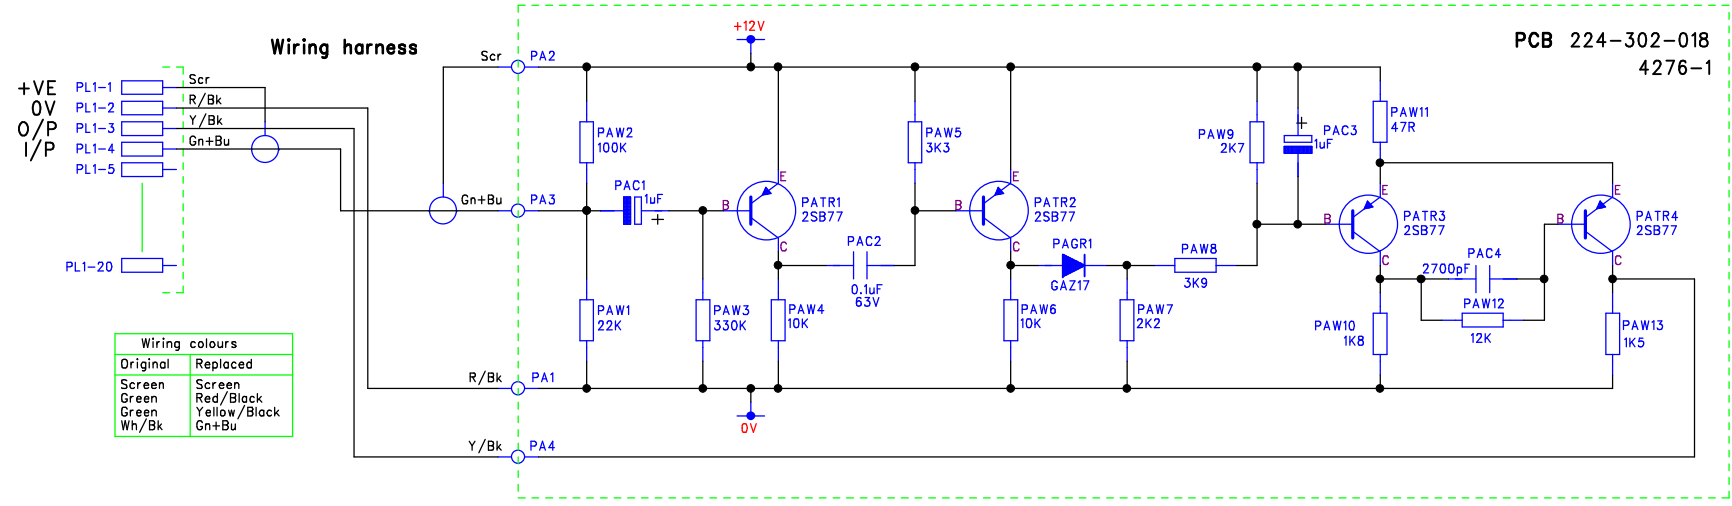 Wiring harness
PCB 224-302-018
4276-1
+12V
Scr
PA2
+VE PL1-1 Scr
0V PL1-2 R/Bk
O/P PL1-3 Y/Bk
I/P PL1-4 Gn+Bu
PL1-5
PL1-20
Gn+Bu
PA3
PAW2
100K
PAC1
1uF
+
PAW1
22K
PAW3
330K
B
E
C
PATR1
2SB77
PAW4
10K
PAC2
0.1uF
63V
PAW5
3K3
B
E
C
PATR2
2SB77
PAW6
10K
PAGR1
GAZ17
PAW7
2K2
PAW8
3K9
PAW9
2K7
+
PAC3
1uF
PAW11
47R
B
E
C
PATR3
2SB77
PAW10
1K8
PAC4
2700pF
PAW12
12K
B
E
C
PATR4
2SB77
PAW13
1K5
R/Bk
PA1
0V
Y/Bk
PA4
Wiring colours
Original Replaced
Screen Screen
Green Red/Black
Green Yellow/Black
Wh/Bk Gn+Bu